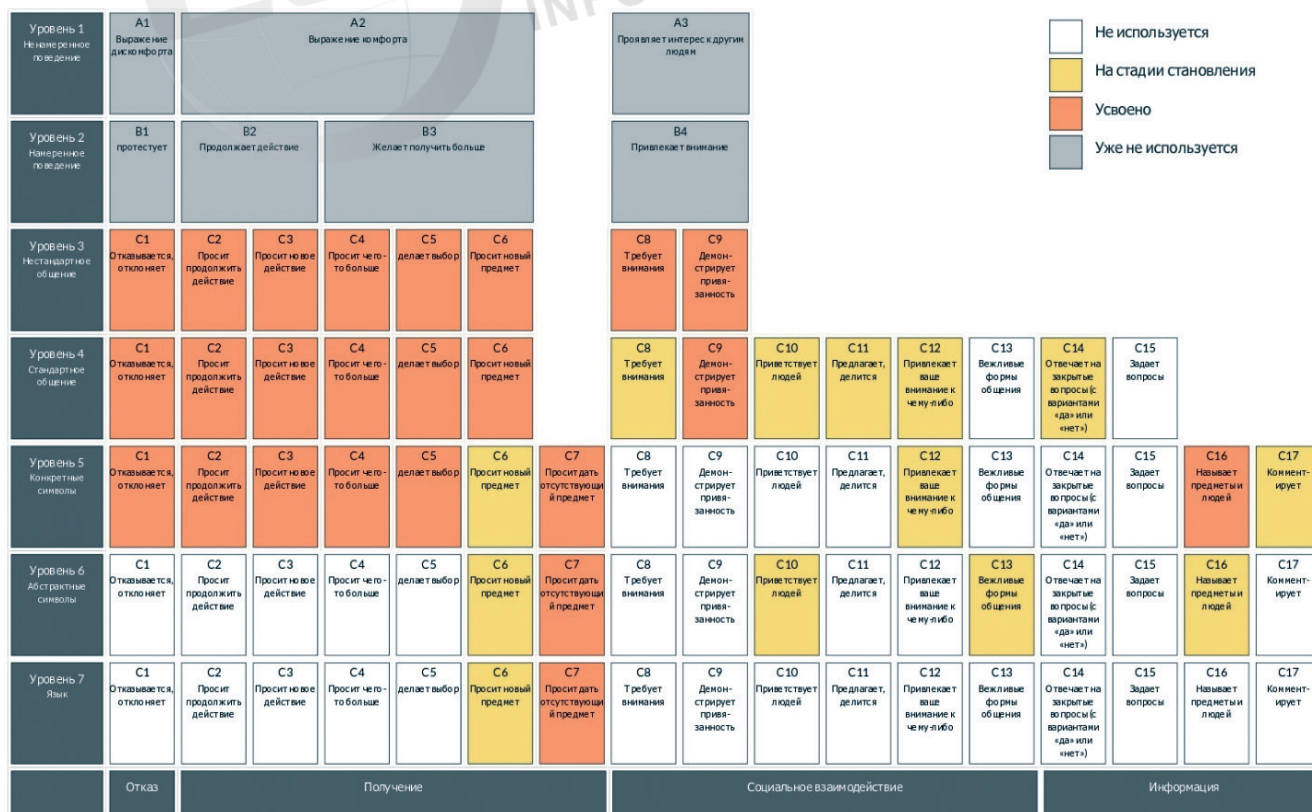 INFO
Уровень 1
Ненамеренное
поведение
A1
Выражение
дискомфорта
A2
Выражение комфорта
A3
Проявляет интерес к другим
людям
Не используется
На стадии становления
Усвоено
Уже не используется
Уровень 2
Намеренное
поведение
B1
протестует
B2
Продолжает действие
B3
Желает получить больше
B4
Привлекает внимание
Уровень 3
Нестандартное
общение
C1
Отказывается,
отклоняет
C2
Просит
продолжить
действие
C3
Просит новое
действие
C4
Просит чего-
то больше
C5
делает выбор
C6
Просит новый
предмет
C8
Требует
внимания
C9
Демон-
стрирует
привя-
занность
Уровень 4
Стандартное
общение
C1
Отказывается,
отклоняет
C2
Просит
продолжить
действие
C3
Просит новое
действие
C4
Просит чего-
то больше
C5
делает выбор
C6
Просит новый
предмет
C8
Требует
внимания
C9
Демон-
стрирует
привя-
занность
C10
Приветствует
людей
C11
Предлагает,
делится
C12
Привлекает
ваше
внимание к
чему-либо
C13
Вежливые
формы
общения
C14
Отвечает на
закрытые
вопросы (с
вариантами
«да» или
«нет»)
C15
Задает
вопросы
Уровень 5
Конкретные
символы
C1
Отказывается,
отклоняет
C2
Просит
продолжить
действие
C3
Просит новое
действие
C4
Просит чего-
то больше
C5
делает выбор
C6
Просит новый
предмет
C7
Просит дать
отсутствующи
й предмет
C8
Требует
внимания
C9
Демон-
стрирует
привя-
занность
C10
Приветствует
людей
C11
Предлагает,
делится
C12
Привлекает
ваше
внимание к
чему-либо
C13
Вежливые
формы
общения
C14
Отвечает на
закрытые
вопросы (с
вариантами
«да» или
«нет»)
C15
Задает
вопросы
C16
Называет
предметы и
людей
C17
Коммент-
ирует
Уровень 6
Абстрактные
символы
C1
Отказывается,
отклоняет
C2
Просит
продолжить
действие
C3
Просит новое
действие
C4
Просит чего-
то больше
C5
делает выбор
C6
Просит новый
предмет
C7
Просит дать
отсутствующи
й предмет
C8
Требует
внимания
C9
Демон-
стрирует
привя-
занность
C10
Приветствует
людей
C11
Предлагает,
делится
C12
Привлекает
ваше
внимание к
чему-либо
C13
Вежливые
формы
общения
C14
Отвечает на
закрытые
вопросы (с
вариантами
«да» или
«нет»)
C15
Задает
вопросы
C16
Называет
предметы и
людей
C17
Коммент-
ирует
Уровень 7
Язык
C1
Отказывается,
отклоняет
C2
Просит
продолжить
действие
C3
Просит новое
действие
C4
Просит чего-
то больше
C5
делает выбор
C6
Просит новый
предмет
C7
Просит дать
отсутствующи
й предмет
C8
Требует
внимания
C9
Демон-
стрирует
привя-
занность
C10
Приветствует
людей
C11
Предлагает,
делится
C12
Привлекает
ваше
внимание к
чему-либо
C13
Вежливые
формы
общения
C14
Отвечает на
закрытые
вопросы (с
вариантами
«да» или
«нет»)
C15
Задает
вопросы
C16
Называет
предметы и
людей
C17
Коммент-
ирует
Отказ
Получение
Социальное взаимодействие
Информация